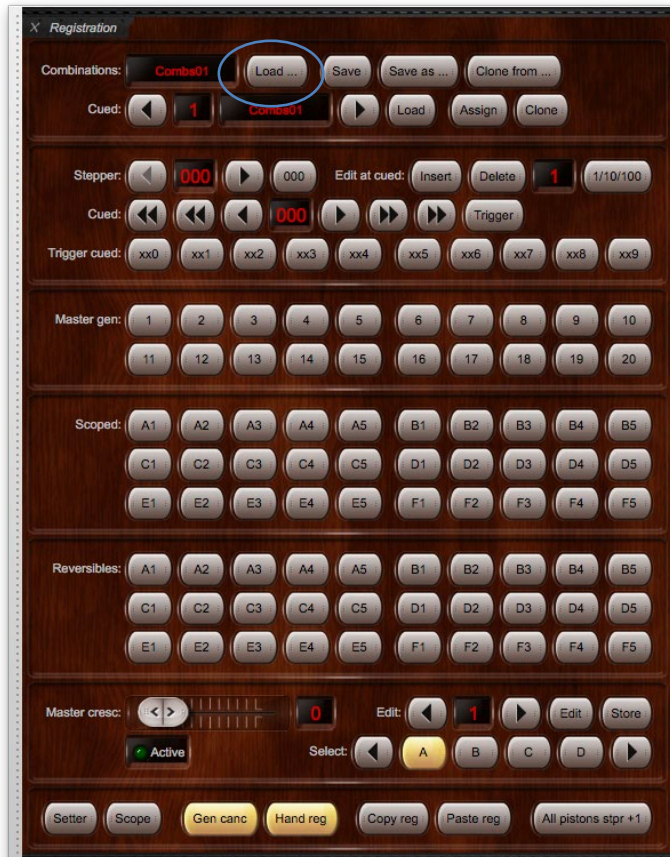 X Registration
Combinations: Combs01 Load ... Save Save as ... Clone from ...
Cued: 1 Combs01 Load Assign Clone
Stepper: 000 000 Edit at cued: Insert Delete 1 1/10/100
Cued: 000 Trigger
Trigger cued: xx0 xx1 xx2 xx3 xx4 xx5 xx6 xx7 xx8 xx9
Master gen: 1 2 3 4 5 6 7 8 9 10
11 12 13 14 15 16 17 18 19 20
Scoped: A1 A2 A3 A4 A5 B1 B2 B3 B4 B5
C1 C2 C3 C4 C5 D1 D2 D3 D4 D5
E1 E2 E3 E4 E5 F1 F2 F3 F4 F5
Reversibles: A1 A2 A3 A4 A5 B1 B2 B3 B4 B5
C1 C2 C3 C4 C5 D1 D2 D3 D4 D5
E1 E2 E3 E4 E5 F1 F2 F3 F4 F5
Master cresc: 0 Edit: 1 Edit Store
Active Select: A B C D
Setter Scope Gen canc Hand reg Copy reg Paste reg All pistons stpr +1